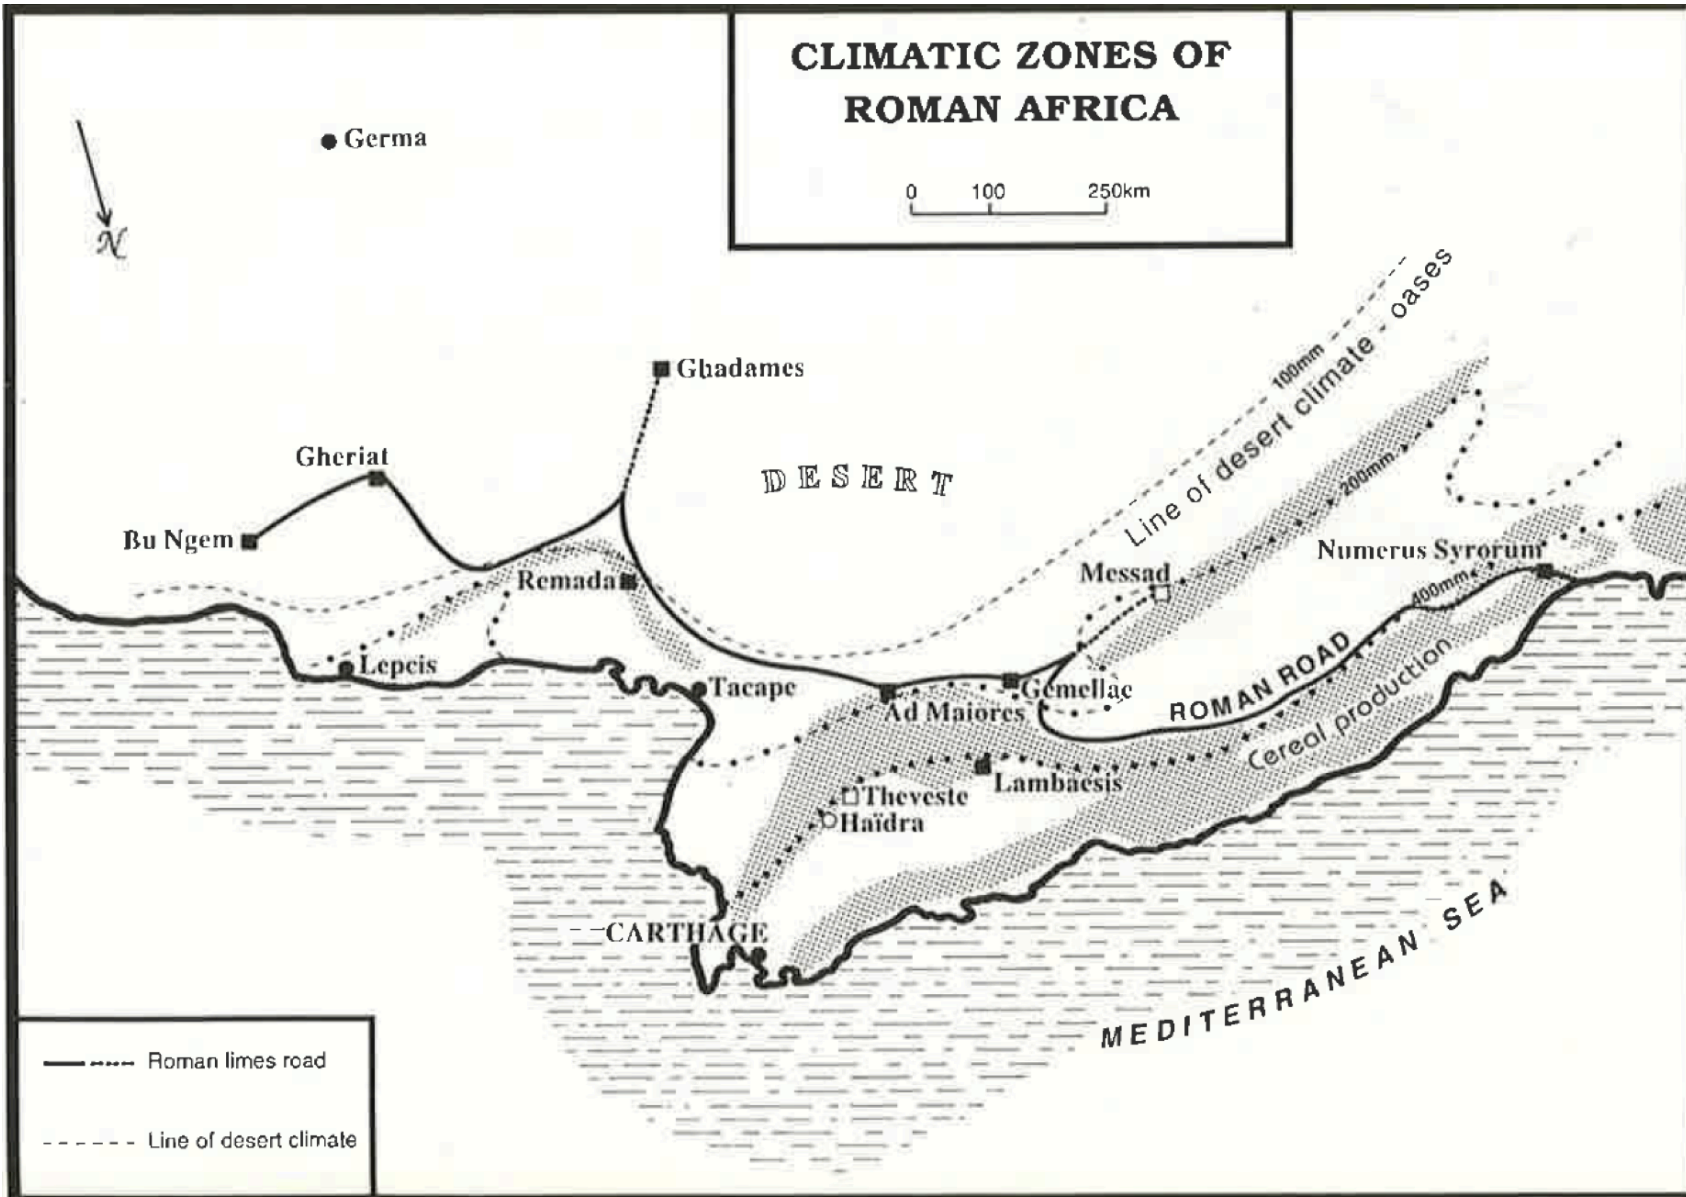 CLIMATIC ZONES OF
ROMAN AFRICA
0 100 250km
N
Germa
Ghadames
Gheriat
Bu Ngem
DESERT
100mm
Line of desert climate - oases
200mm
Remada
Messad
Numerus Syrorum
400mm
Lepcis
Tacape
Gemellae
Ad Maiores
ROMAN ROAD
Cereal production
Lambaesis
Theveste
Haïdra
CARTHAGE
MEDITERRANEAN SEA
Roman limes road
Line of desert climate